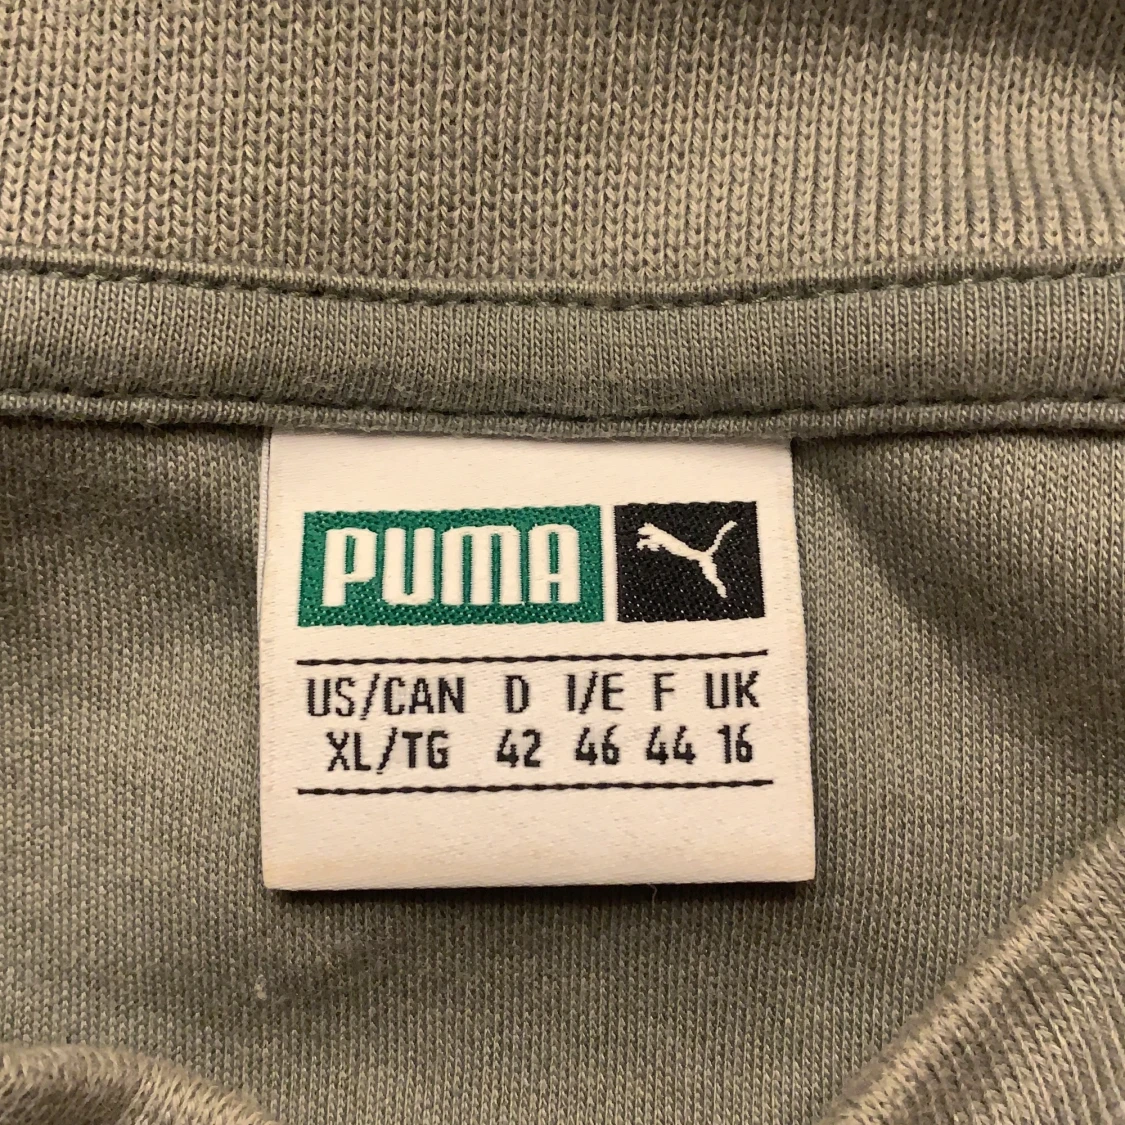 PUMA
US/CAN D I/E F UK
XL/TG 42 46 44 16